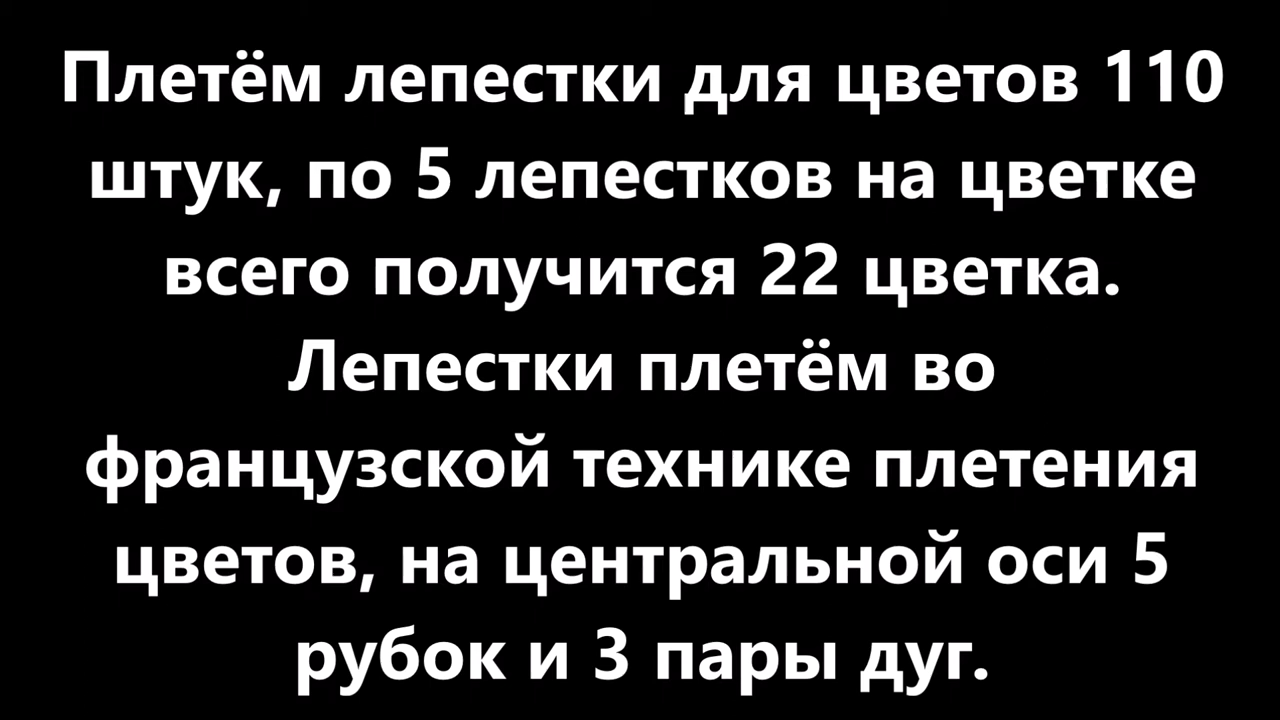 Плетём лепестки для цветов 110
штук, по 5 лепестков на цветке
всего получится 22 цветка.
Лепестки плетём во
французской технике плетения
цветов, на центральной оси 5
рубок и 3 пары дуг.